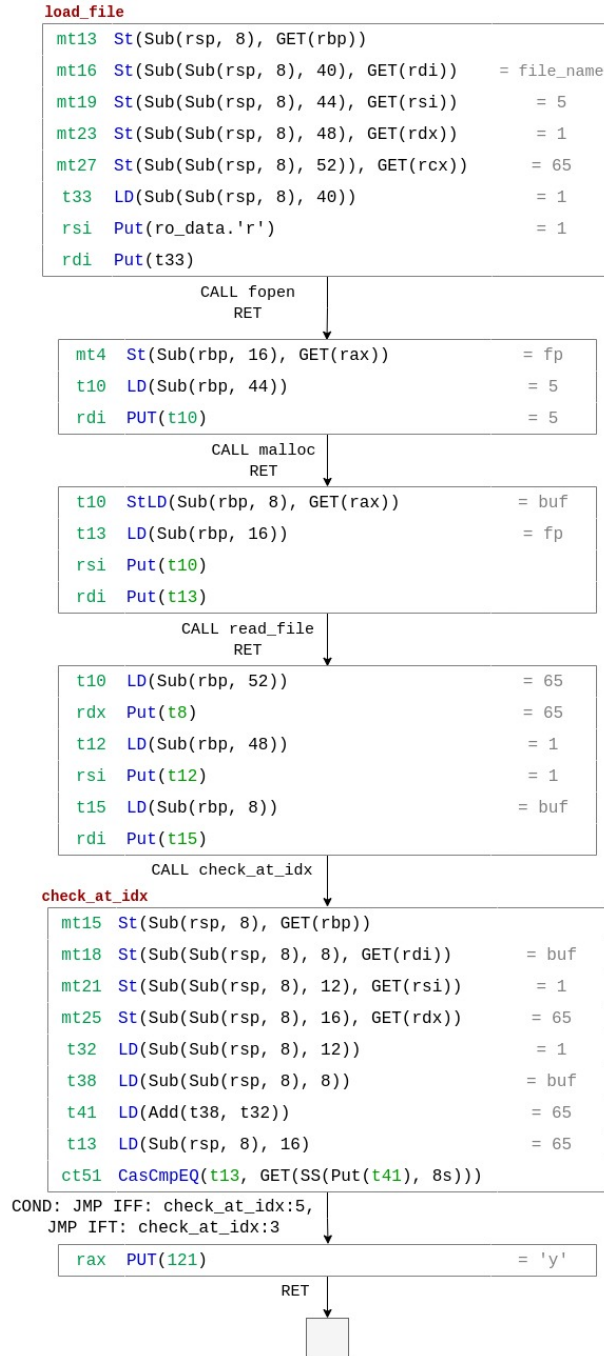 load_file
mt13 St(Sub(rsp, 8), GET(rbp))
mt16 St(Sub(Sub(rsp, 8), 40), GET(rdi)) = file_name
mt19 St(Sub(Sub(rsp, 8), 44), GET(rsi)) = 5
mt23 St(Sub(Sub(rsp, 8), 48), GET(rdx)) = 1
mt27 St(Sub(Sub(rsp, 8), 52)), GET(rcx)) = 65
t33 LD(Sub(Sub(rsp, 8), 40)) = 1
rsi Put(ro_data.'r') = 1
rdi Put(t33)
CALL fopen
RET
mt4 St(Sub(rbp, 16), GET(rax)) = fp
t10 LD(Sub(rbp, 44)) = 5
rdi PUT(t10) = 5
CALL malloc
RET
t10 StLD(Sub(rbp, 8), GET(rax)) = buf
t13 LD(Sub(rbp, 16)) = fp
rsi Put(t10)
rdi Put(t13)
CALL read_file
RET
t10 LD(Sub(rbp, 52)) = 65
rdx Put(t8) = 65
t12 LD(Sub(rbp, 48)) = 1
rsi Put(t12) = 1
t15 LD(Sub(rbp, 8)) = buf
rdi Put(t15)
CALL check_at_idx
check_at_idx
mt15 St(Sub(rsp, 8), GET(rbp))
mt18 St(Sub(Sub(rsp, 8), 8), GET(rdi)) = buf
mt21 St(Sub(Sub(rsp, 8), 12), GET(rsi)) = 1
mt25 St(Sub(Sub(rsp, 8), 16), GET(rdx)) = 65
t32 LD(Sub(Sub(rsp, 8), 12)) = 1
t38 LD(Sub(Sub(rsp, 8), 8)) = buf
t41 LD(Add(t38, t32)) = 65
t13 LD(Sub(rsp, 8), 16) = 65
ct51 CasCmpEQ(t13, GET(SS(Put(t41), 8s)))
COND: JMP IFF: check_at_idx:5,
JMP IFT: check_at_idx:3
rax PUT(121) = 'y'
RET